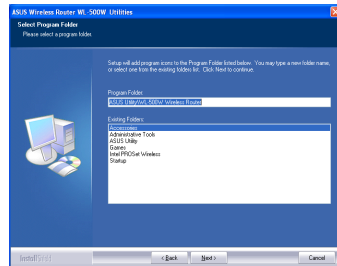 ASUS Wireless Router WL-500W Utilities
Select Program Folder
Please select a program folder.
Setup will add program icons to the Program Folder listed below. You may type a new folder name,
or select one from the existing folders list. Click Next to continue.
Program Folder:
ASUS Utility\WL-500W Wireless Router
Existing Folders:
Accessories
Administrative Tools
ASUS Utility
Games
Intel PROSet Wireless
Startup
InstallShield
< Back
Next >
Cancel